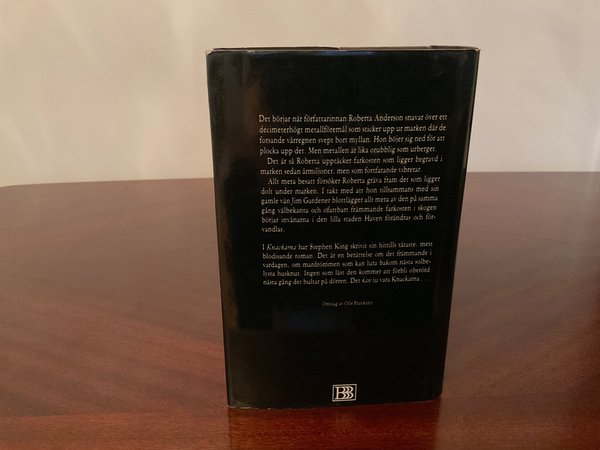 Det börjar när författarinnan Roberta Anderson snavar över ett
decimeterhögt metallföremål som sticker upp ur marken där de
forsande vårregnen svept bort myllan. Hon böjer sig ned för att
plocka upp det. Men metallen är lika orubblig som urberget.
Det är så Roberta upptäcker farkosten som ligger begravd i
marken sedan årmiljoner, men som fortfarande vibrerar.
Allt mera besatt försöker Roberta gräva fram det som ligger
dolt under marken. I takt med att hon tillsammans med sin
gamle vän Jim Gardener blottlägger allt mera av den på samma
gång välbekanta och ofattbart främmande farkosten i skogen
börjar invånarna i den lilla staden Haven förändras och för-
vandlas.
I Knackarna har Stephen King skrivit sin hittills tätaste, mest
blodisande roman. Det är en berättelse om det främmande i
vardagen, om mardrömmen som kan lura bakom nästa solbe-
lysta husknut. Ingen som läst den kommer att förbli oberörd
nästa gång det bultar på dörren. Det kan ju vara Knackarna . . .
Omslag av Olle Frankzén
BBB